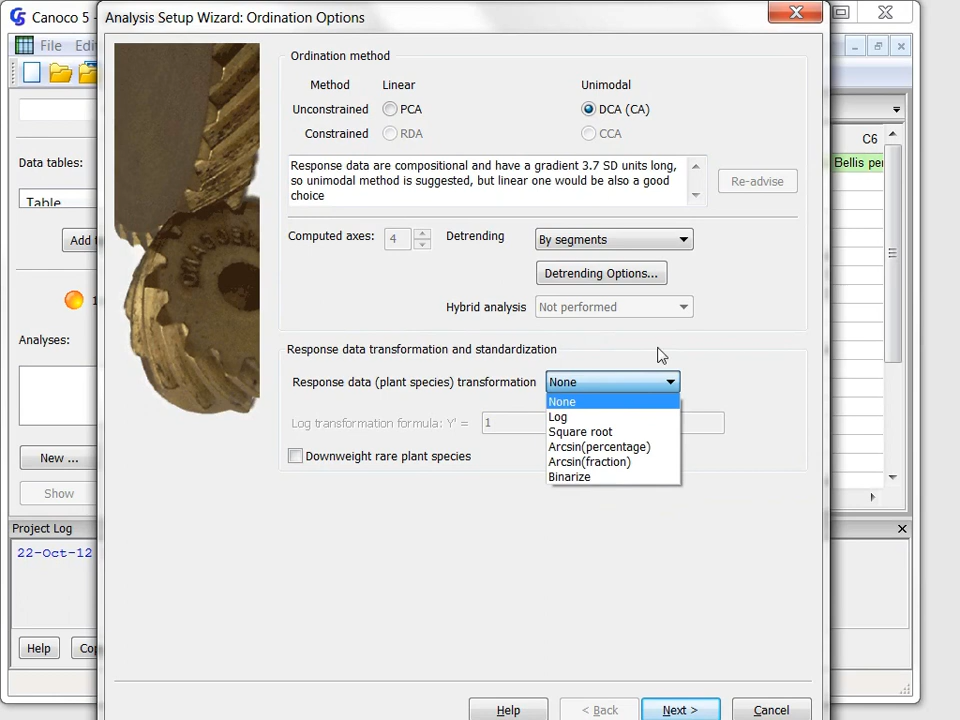 Canoco 5 -
Analysis Setup Wizard: Ordination Options
File
Edi
Ordination method
Method Linear Unimodal
Unconstrained PCA DCA (CA)
Constrained RDA CCA
Response data are compositional and have a gradient 3.7 SD units long,
so unimodal method is suggested, but linear one would be also a good
choice
Re-advise
Computed axes: 4 Detrending By segments
Detrending Options...
Hybrid analysis Not performed
Response data transformation and standardization
Response data (plant species) transformation None
None
Log
Square root
Arcsin(percentage)
Arcsin(fraction)
Binarize
Log transformation formula: Y' = 1
Downweight rare plant species
Help < Back Next > Cancel
Data tables:
Table
Add t
1
Analyses:
New ...
Show
Project Log
22-Oct-12
Help Cop
C6
Bellis per